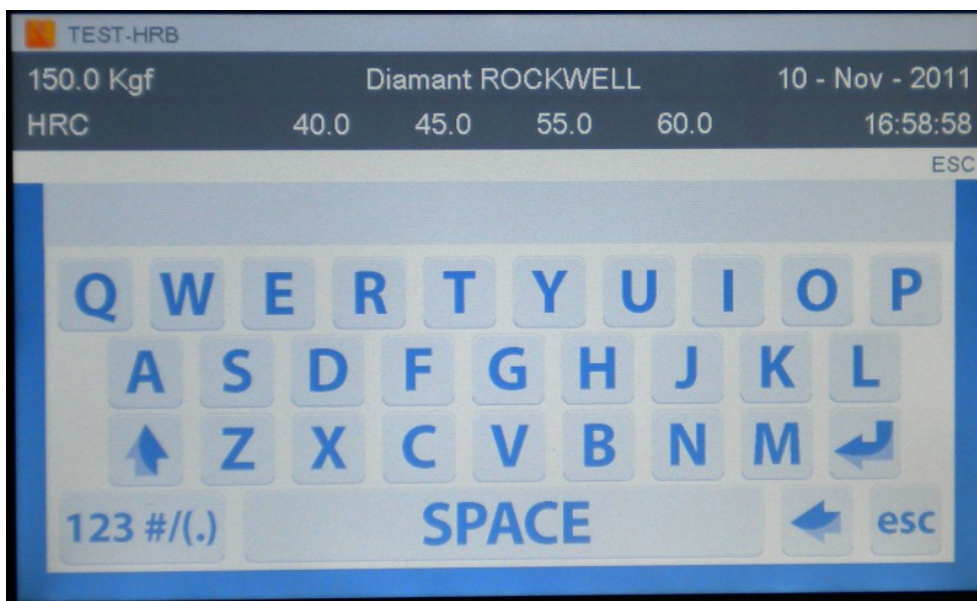 TEST-HRB
150.0 Kgf Diamant ROCKWELL 10 - Nov - 2011
HRC 40.0 45.0 55.0 60.0 16:58:58
ESC
Q W E R T Y U I O P
A S D F G H J K L
Z X C V B N M
123 #/(.) SPACE esc